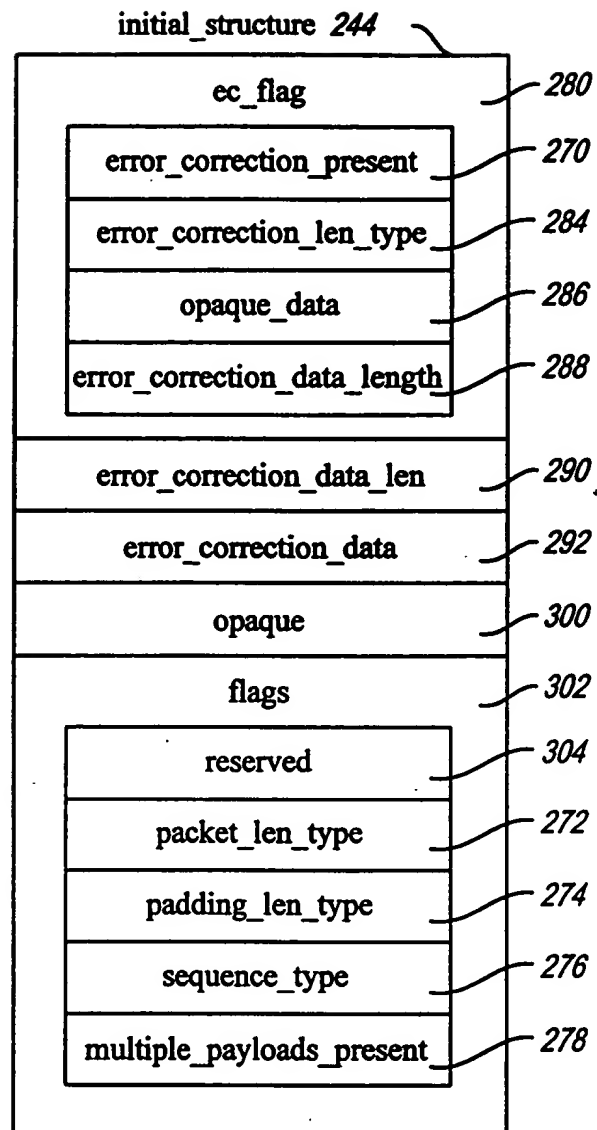 initial_structure 244
ec_flag 280
error_correction_present 270
error_correction_len_type 284
opaque_data 286
error_correction_data_length 288
error_correction_data_len 290
error_correction_data 292
opaque 300
flags 302
reserved 304
packet_len_type 272
padding_len_type 274
sequence_type 276
multiple_payloads_present 278